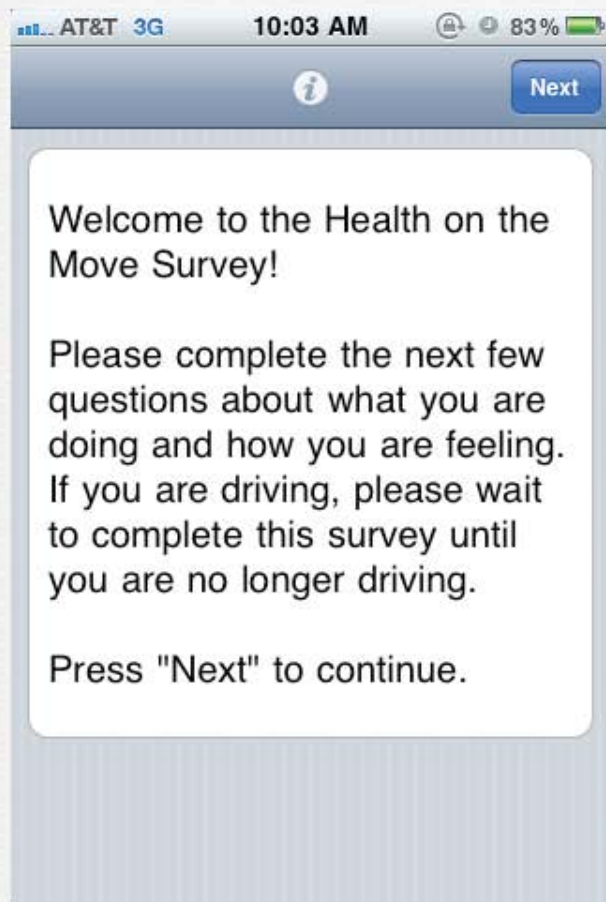 AT&T 3G 10:03 AM 83%
i Next
Welcome to the Health on the
Move Survey!
Please complete the next few
questions about what you are
doing and how you are feeling.
If you are driving, please wait
to complete this survey until
you are no longer driving.
Press "Next" to continue.